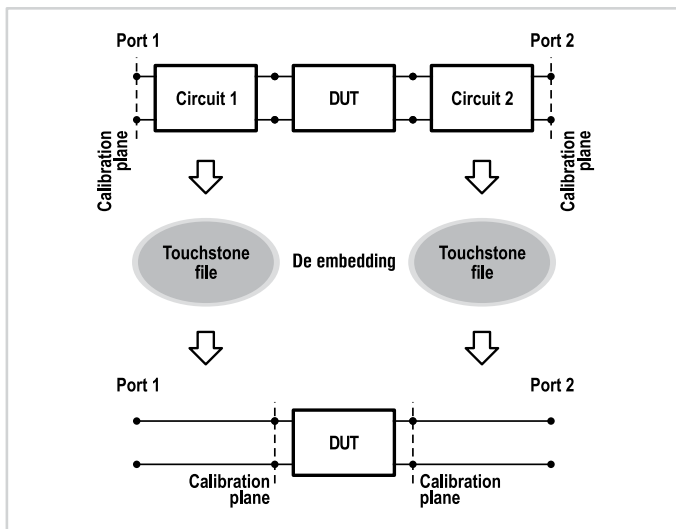 Port 1
Port 2
Circuit 1
DUT
Circuit 2
Calibration
plane
Calibration
plane
Touchstone
file
De embedding
Touchstone
file
Port 1
Port 2
DUT
Calibration
plane
Calibration
plane